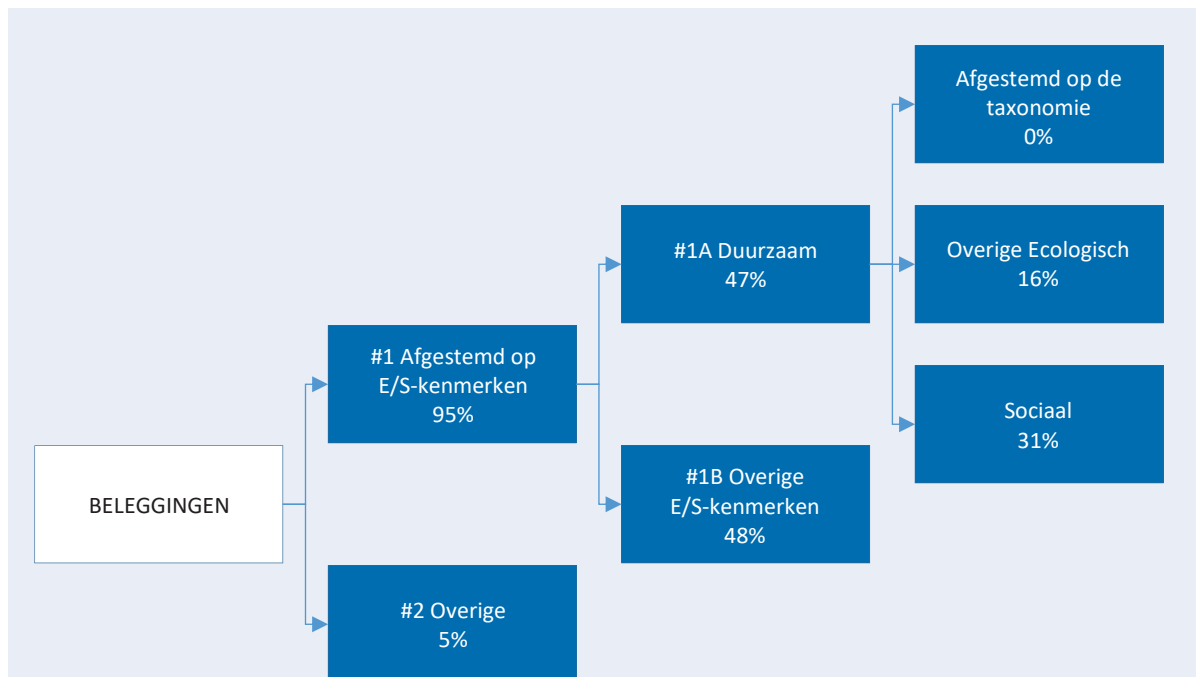 BELEGGINGEN
#1 Afgestemd op
E/S-kenmerken
95%
#2 Overige
5%
#1A Duurzaam
47%
#1B Overige
E/S-kenmerken
48%
Afgestemd op de
taxonomie
0%
Overige Ecologisch
16%
Sociaal
31%